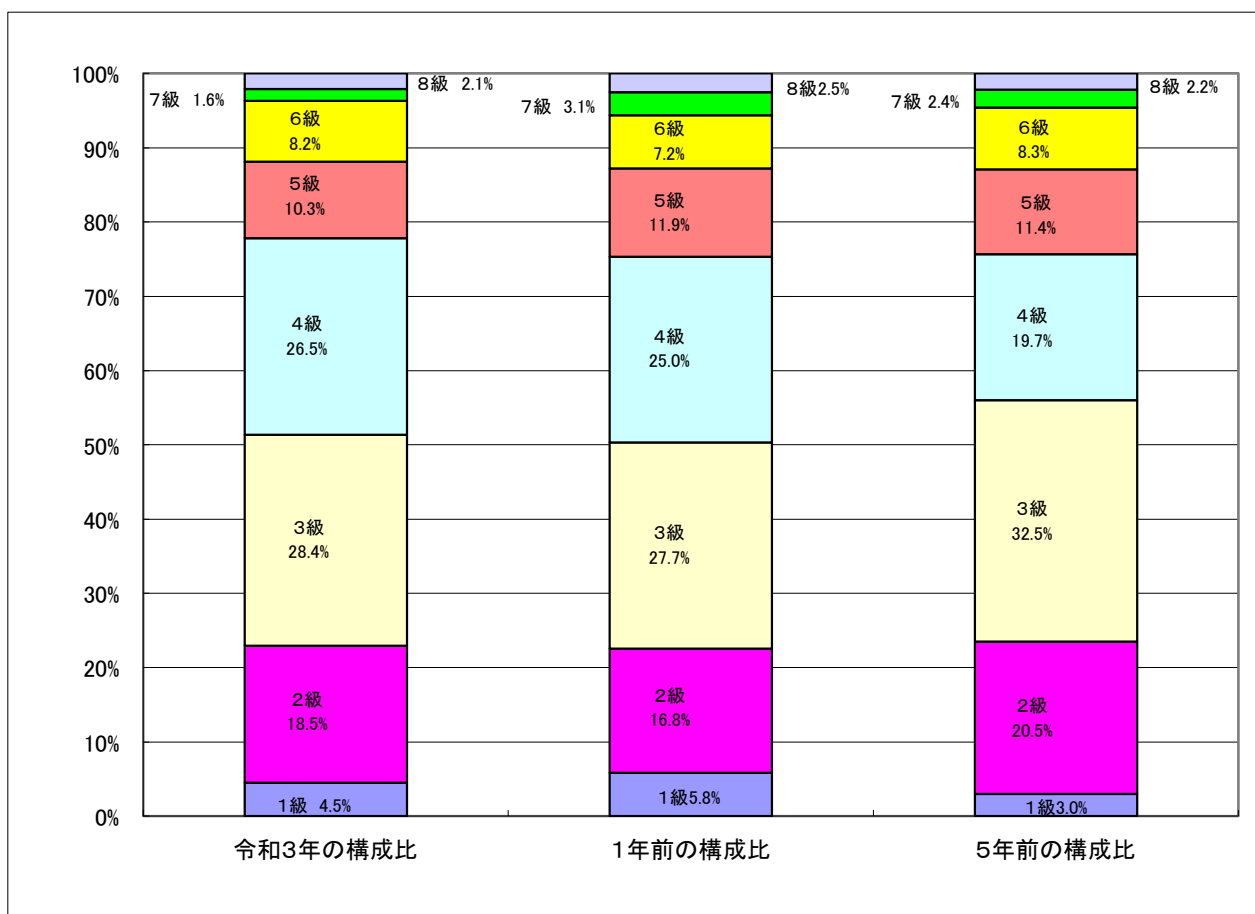 100%
90%
80%
70%
60%
50%
40%
30%
20%
10%
0%
7級 1.6%
8級 2.1%
6級
8.2%
5級
10.3%
4級
26.5%
3級
28.4%
2級
18.5%
1級 4.5%
令和3年の構成比
7級 3.1%
8級2.5%
6級
7.2%
5級
11.9%
4級
25.0%
3級
27.7%
2級
16.8%
1級5.8%
1年前の構成比
7級 2.4%
8級 2.2%
6級
8.3%
5級
11.4%
4級
19.7%
3級
32.5%
2級
20.5%
1級3.0%
5年前の構成比